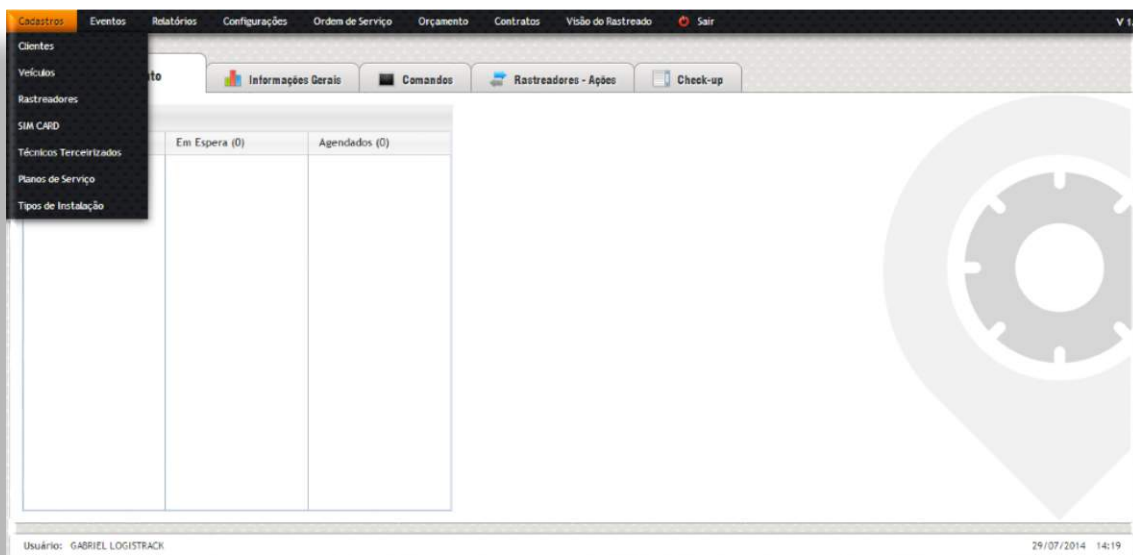 Cadastros Eventos Relatórios Configurações Ordem de Serviço Orçamento Contratos Visão do Rastreado Sair V 1.
Clientes
Veículos
Rastreadores
SIM CARD
Técnicos Terceirizados
Planos de Serviço
Tipos de Instalação
to Informações Gerais Comandos Rastreadores - Ações Check-up
Em Espera (0) Agendados (0)
Usuário: GABRIEL LOGISTRACK 29/07/2014 14:19